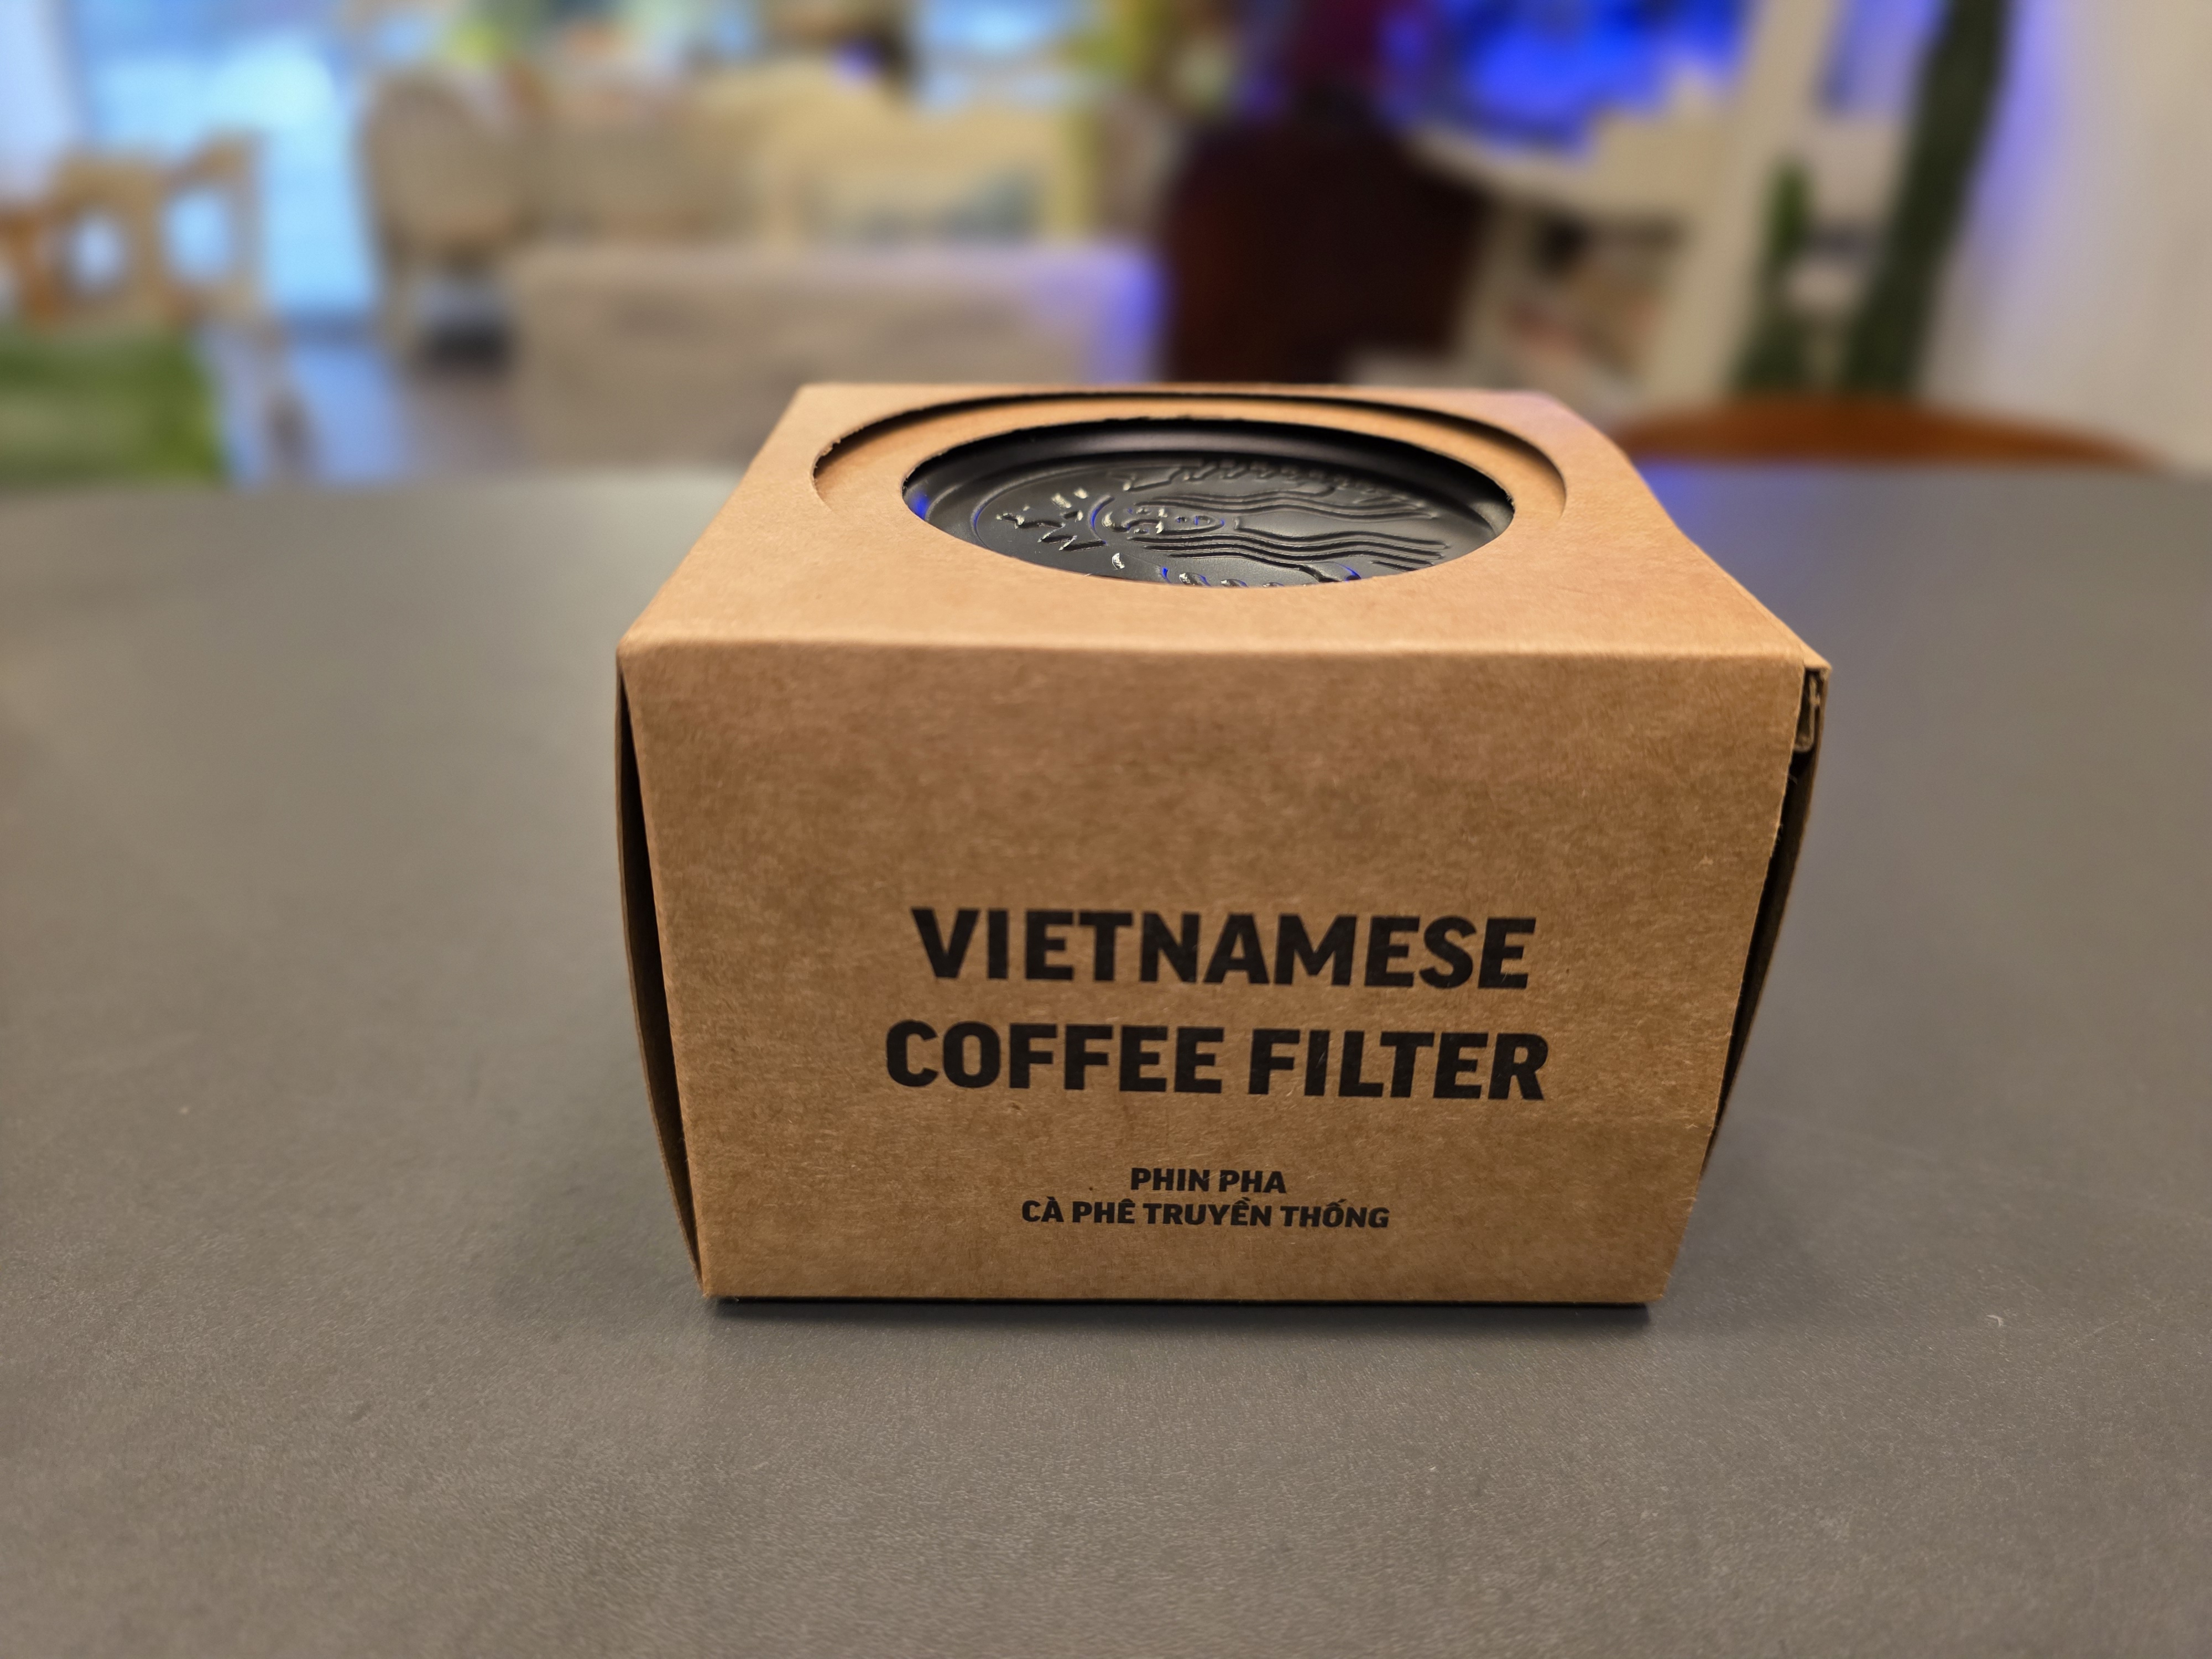 VIETNAMESE
COFFEE FILTER
PHIN PHA
CÀ PHÊ TRUYỀN THỐNG